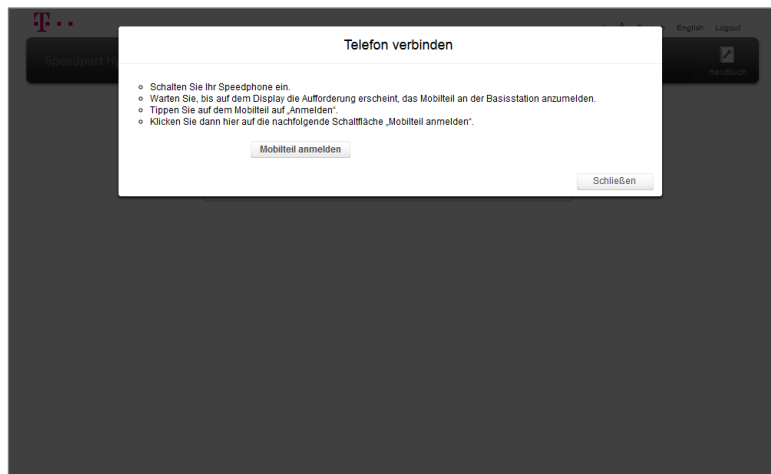 T
English Logout
Speedport H
Handbuch
Telefon verbinden
Schalten Sie Ihr Speedphone ein.
Warten Sie, bis auf dem Display die Aufforderung erscheint, das Mobilteil an der Basisstation anzumelden.
Tippen Sie auf dem Mobilteil auf „Anmelden“.
Klicken Sie dann hier auf die nachfolgende Schaltfläche „Mobilteil anmelden“.
Mobilteil anmelden
Schließen